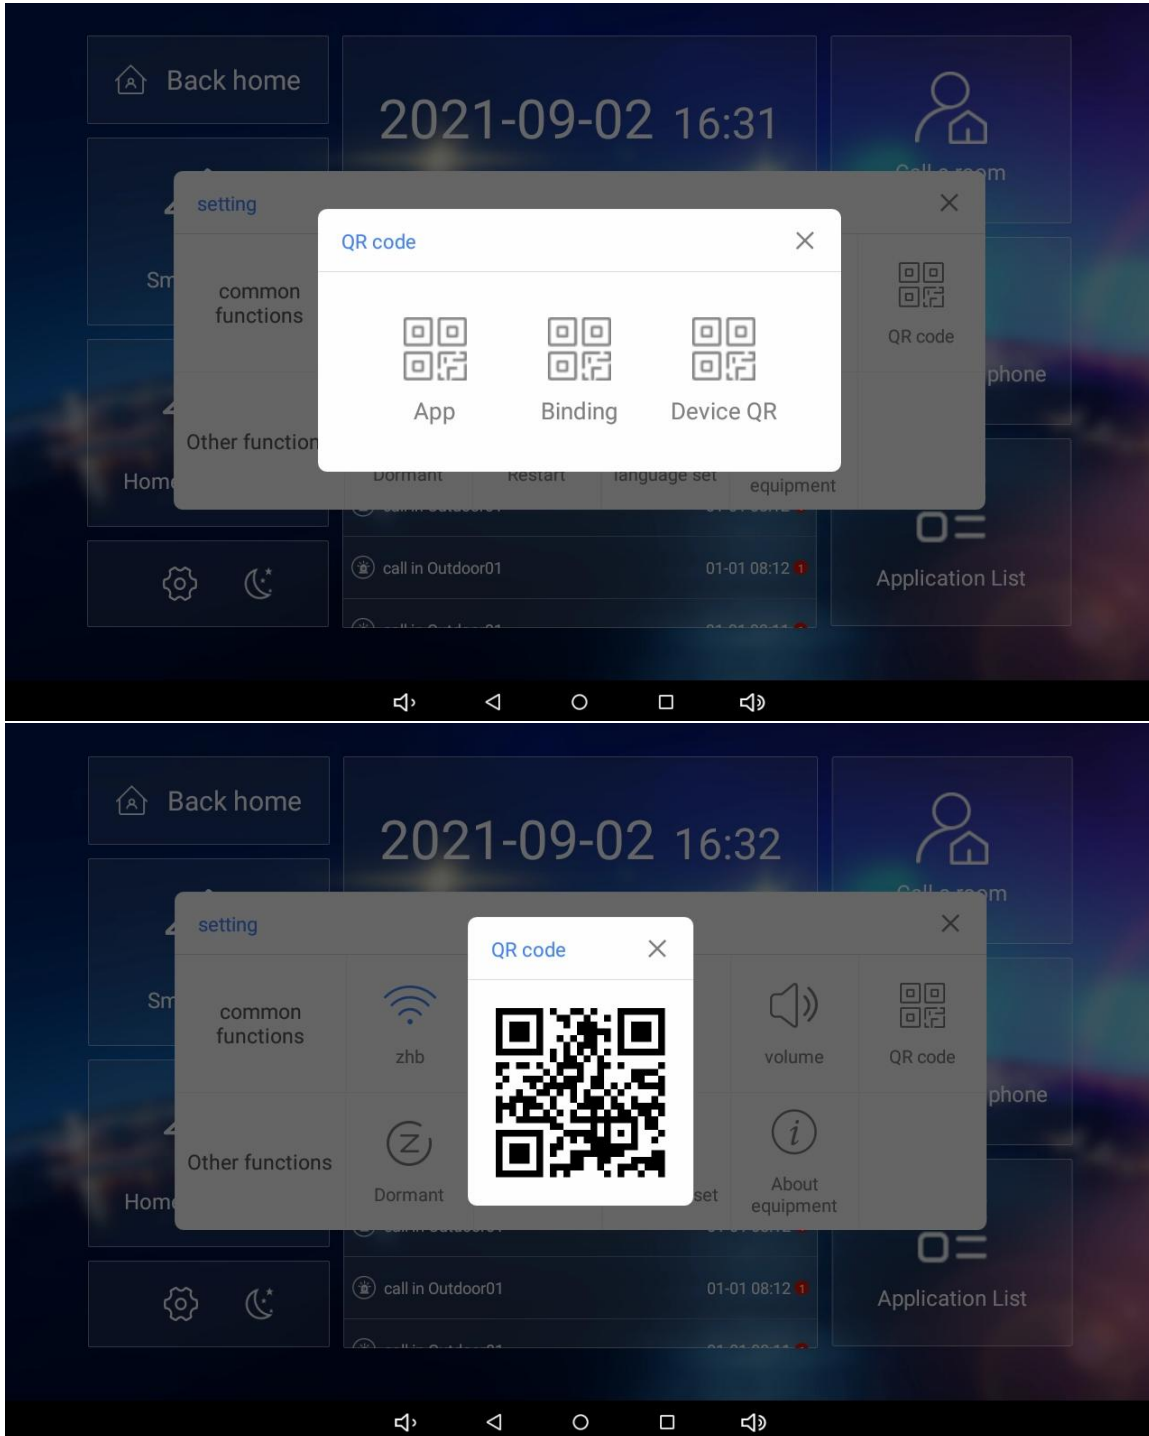 Back home
2021-09-02 16:31
setting
QR code
common
functions
QR code
App
Binding
Device QR
phone
Other function
Dormant
Restart
language set
equipment
call in Outdoor01
01-01 08:12 1
Application List
Back home
2021-09-02 16:32
setting
QR code
common
functions
zhb
volume
QR code
phone
Other functions
Dormant
set
About
equipment
call in Outdoor01
01-01 08:12 1
Application List